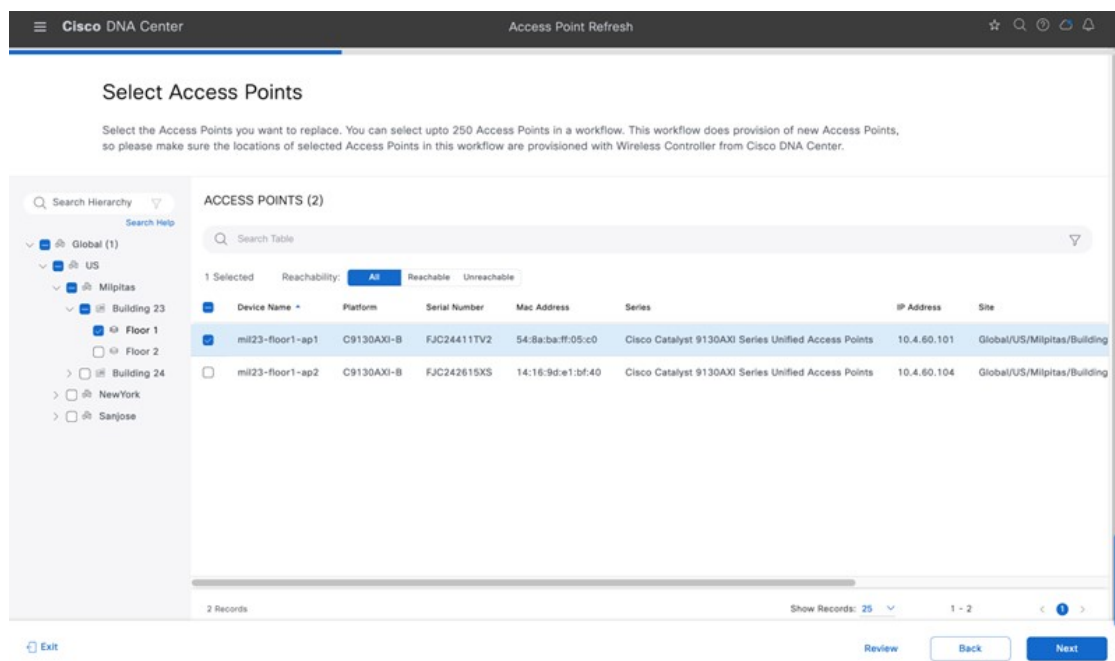 Cisco DNA Center
Access Point Refresh
Select Access Points
Select the Access Points you want to replace. You can select upto 250 Access Points in a workflow. This workflow does provision of new Access Points,
so please make sure the locations of selected Access Points in this workflow are provisioned with Wireless Controller from Cisco DNA Center.
Search Hierarchy
Search Help
Global (1)
US
Milpitas
Building 23
Floor 1
Floor 2
Building 24
NewYork
Sanjose
ACCESS POINTS (2)
Search Table
1 Selected Reachability: All Reachable Unreachable
Device Name Platform Serial Number Mac Address Series IP Address Site
mil23-floor1-ap1 C9130AXI-B FJC24411TV2 54:8a:ba:ff:05:c0 Cisco Catalyst 9130AXI Series Unified Access Points 10.4.60.101 Global/US/Milpitas/Building
mil23-floor1-ap2 C9130AXI-B FJC242615XS 14:16:9d:e1:bf:40 Cisco Catalyst 9130AXI Series Unified Access Points 10.4.60.104 Global/US/Milpitas/Building
2 Records Show Records: 25 1 - 2 1
Exit Review Back Next